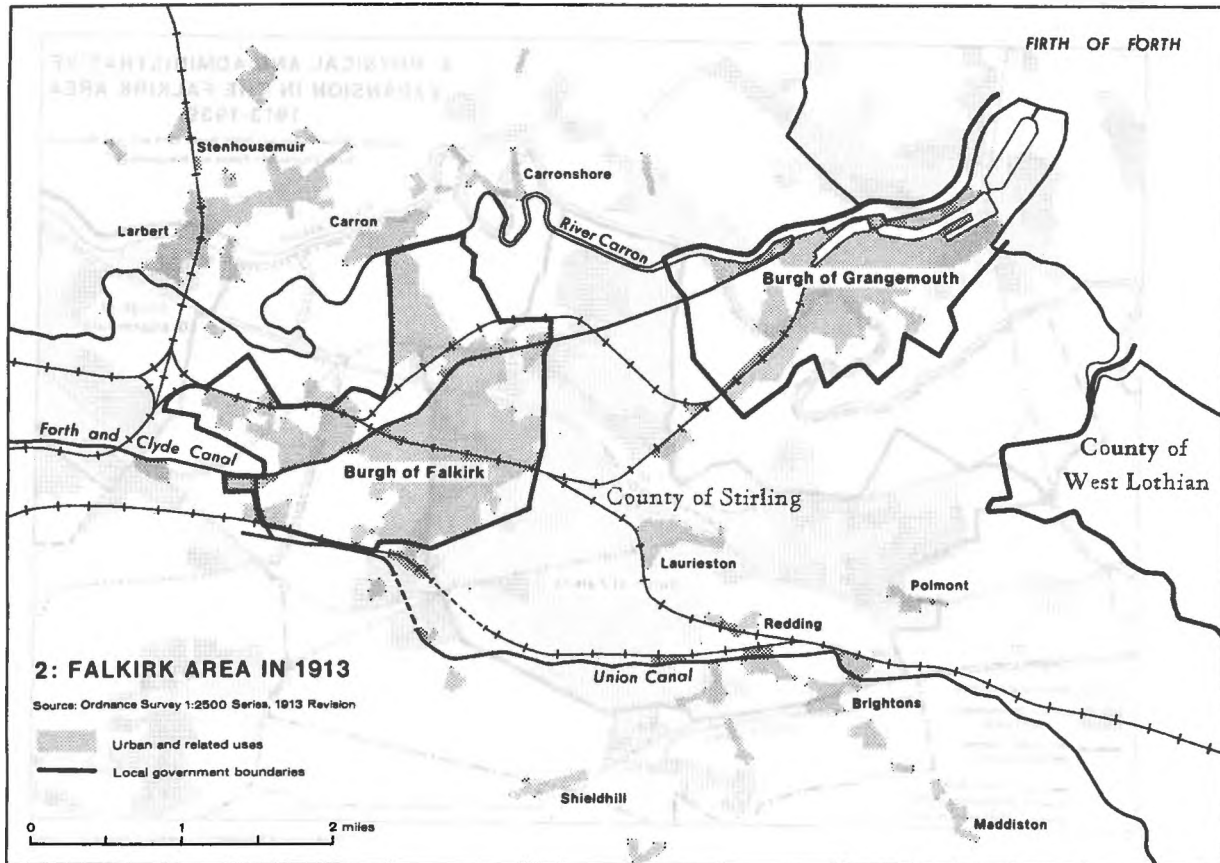 FIRTH OF FORTH
Stenhousemuir
Carronshore
Larbert
Carron
River Carron
Burgh of Grangemouth
Forth and Clyde Canal
Burgh of Falkirk
County of
West Lothian
County of Stirling
Laurieston
Polmont
Redding
2: FALKIRK AREA IN 1913
Union Canal
Source: Ordnance Survey 1:2500 Series, 1913 Revision
Brightons
Urban and related uses
Local government boundaries
Shieldhill
Maddiston
0 1 2 miles